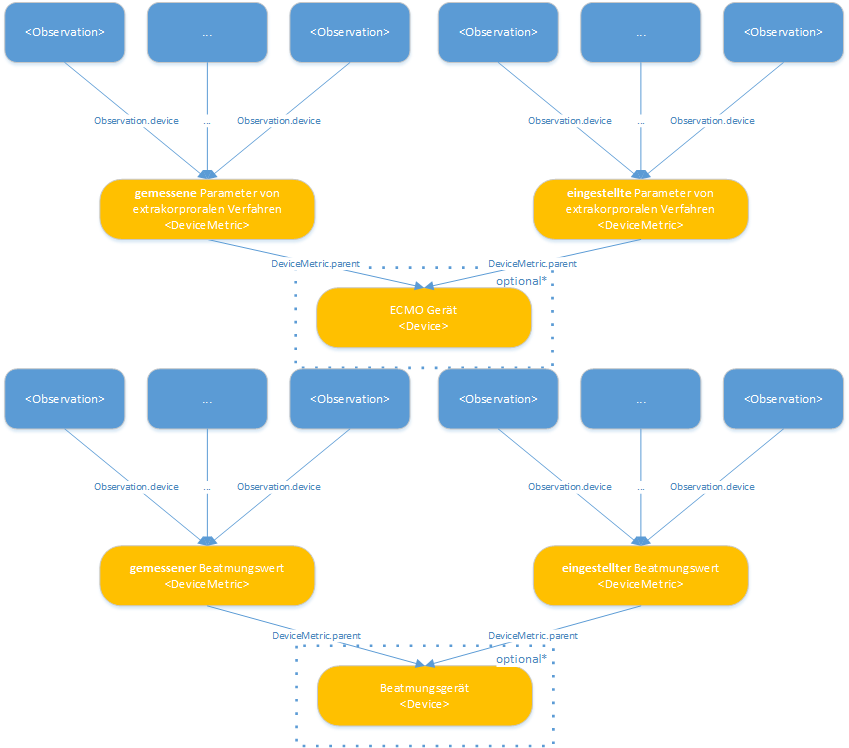 <Observation>
...
<Observation>
<Observation>
...
<Observation>
Observation.device
...
Observation.device
Observation.device
...
Observation.device
gemessene Parameter von
extrakorproralen Verfahren
<DeviceMetric>
eingestellte Parameter von
extrakorproralen Verfahren
<DeviceMetric>
DeviceMetric.parent
DeviceMetric.parent
optional*
ECMO Gerät
<Device>
<Observation>
...
<Observation>
<Observation>
...
<Observation>
Observation.device
...
Observation.device
Observation.device
...
Observation.device
gemessener Beatmungswert
<DeviceMetric>
eingestellter Beatmungswert
<DeviceMetric>
DeviceMetric.parent
DeviceMetric.parent
optional*
Beatmungsgerät
<Device>